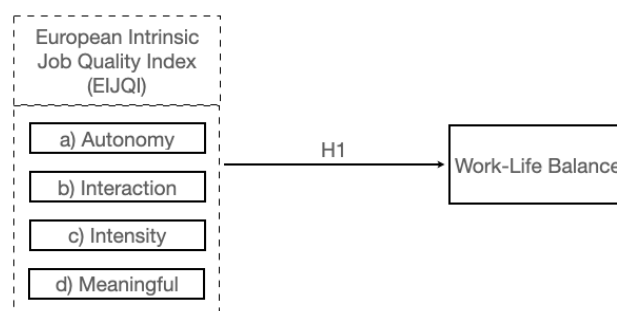 European Intrinsic
Job Quality Index
(EIJQI)
a) Autonomy
b) Interaction
c) Intensity
d) Meaningful
H1
Work-Life Balance